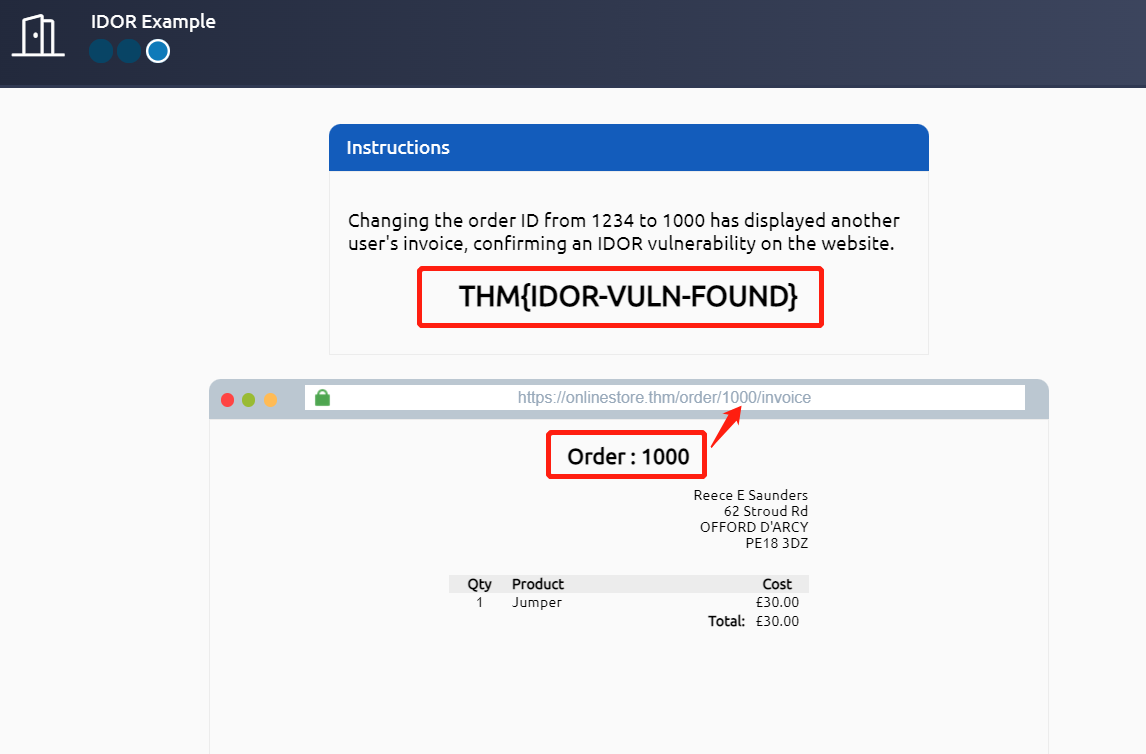 IDOR Example
Instructions
Changing the order ID from 1234 to 1000 has displayed another
user's invoice, confirming an IDOR vulnerability on the website.
THM{IDOR-VULN-FOUND}
https://onlinestore.thm/order/1000/invoice
Order : 1000
Reece E Saunders
62 Stroud Rd
OFFORD D'ARCY
PE18 3DZ
Qty Product Cost
1 Jumper £30.00
Total: £30.00